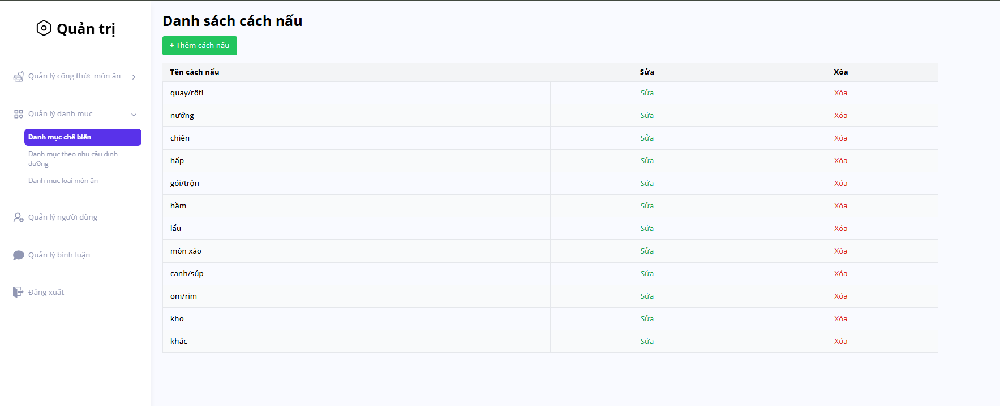 Quản trị
Quản lý công thức món ăn
Quản lý danh mục
Danh mục chế biến
Danh mục theo nhu cầu dinh
dưỡng
Danh mục loại món ăn
Quản lý người dùng
Quản lý bình luận
Đăng xuất
Danh sách cách nấu
+ Thêm cách nấu
Tên cách nấu Sửa Xóa
quay/rôti Sửa Xóa
nướng Sửa Xóa
chiên Sửa Xóa
hấp Sửa Xóa
gỏi/trộn Sửa Xóa
hầm Sửa Xóa
lẩu Sửa Xóa
món xào Sửa Xóa
canh/súp Sửa Xóa
om/rim Sửa Xóa
kho Sửa Xóa
khác Sửa Xóa